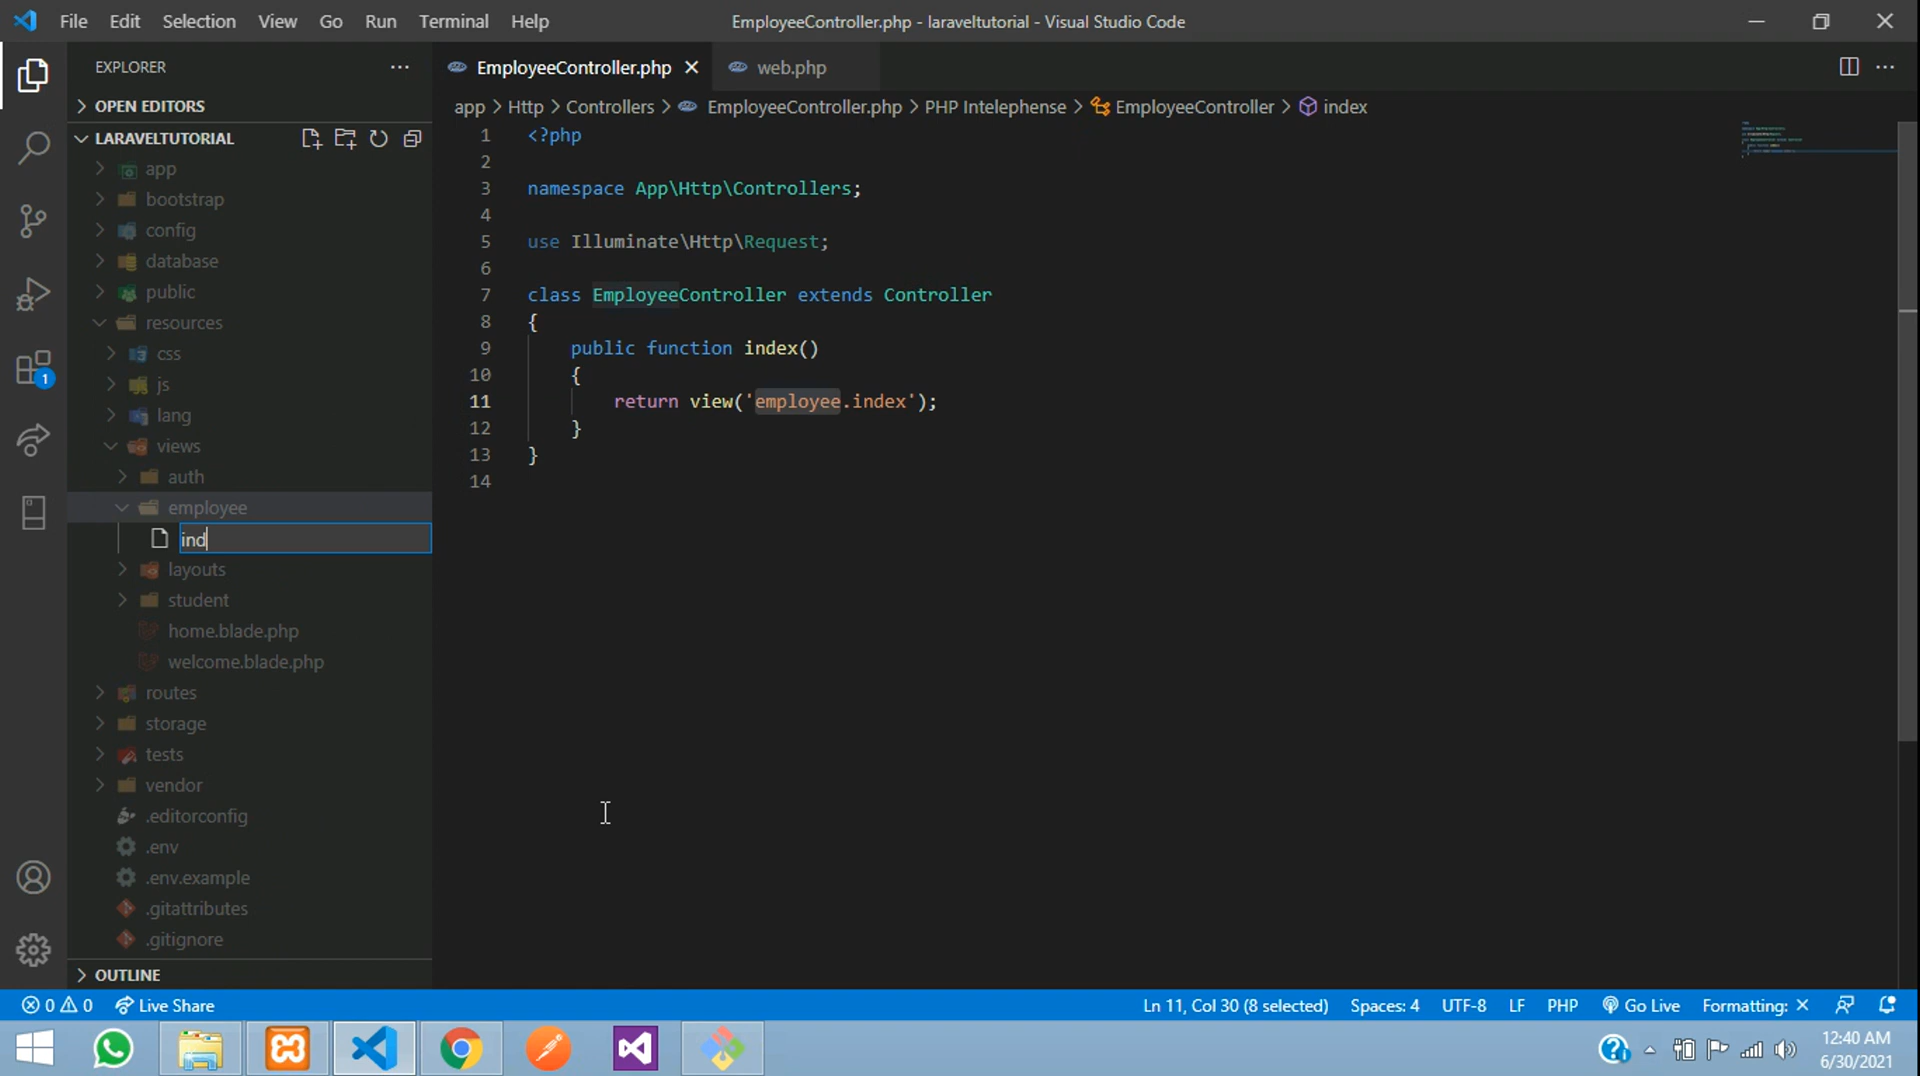 File Edit Selection View Go Run Terminal Help
EmployeeController.php - laraveltutorial - Visual Studio Code
EXPLORER
OPEN EDITORS
LARAVELTUTORIAL
app
bootstrap
config
database
public
resources
css
js
lang
views
auth
employee
ind
layouts
student
home.blade.php
welcome.blade.php
routes
storage
tests
vendor
.editorconfig
.env
.env.example
.gitattributes
.gitignore
OUTLINE
1
EmployeeController.php
web.php
app > Http > Controllers > EmployeeController.php > PHP Intelephense > EmployeeController > index
1 <?php
2
3 namespace App\Http\Controllers;
4
5 use Illuminate\Http\Request;
6
7 class EmployeeController extends Controller
8 {
9 public function index()
10 {
11 return view('employee.index');
12 }
13 }
14
0 0 Live Share
Ln 11, Col 30 (8 selected) Spaces: 4 UTF-8 LF PHP Go Live Formatting: ×
12:40 AM
6/30/2021